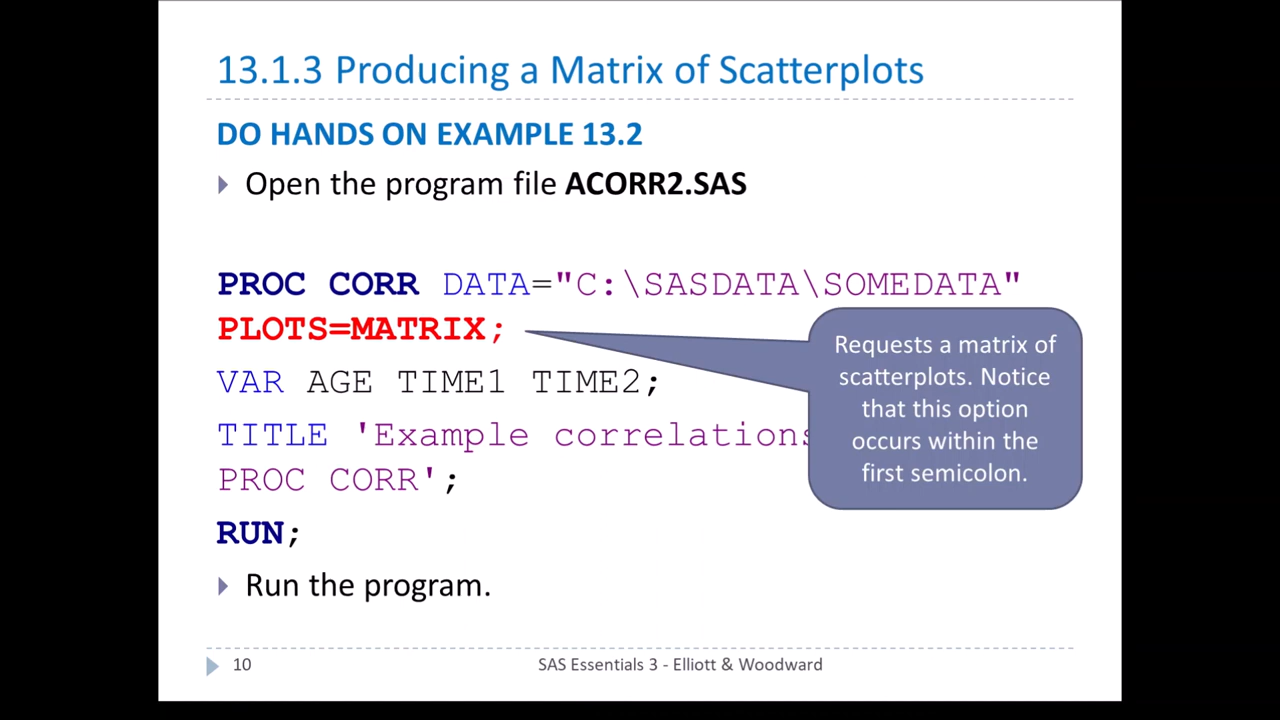 13.1.3 Producing a Matrix of Scatterplots
DO HANDS ON EXAMPLE 13.2
Open the program file ACORR2.SAS
PROC CORR DATA="C:\SASDATA\SOMEDATA"
PLOTS=MATRIX;
VAR AGE TIME1 TIME2;
TITLE 'Example correlations
PROC CORR';
RUN;
Requests a matrix of
scatterplots. Notice
that this option
occurs within the
first semicolon.
Run the program.
10
SAS Essentials 3 - Elliott & Woodward